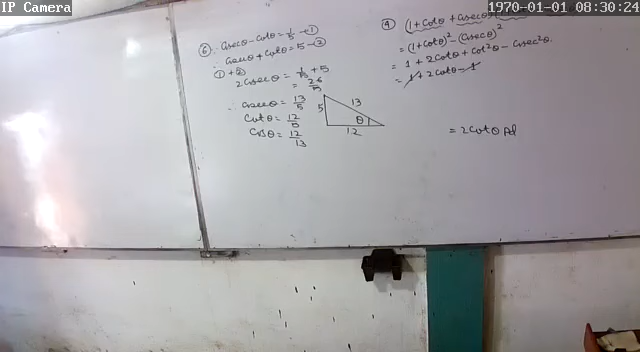 IP Camera
1970-01-01 08:30:24
⑥ cosecθ - cotθ = 1/5 -①
∴ cosecθ + cotθ = 5 -②
① + ②
2cosecθ = 1/5 + 5
= 26/5
∴ cosecθ = 13/5
cotθ = 12/5
cosθ = 12/13
5 13 θ 12
④ (1 + cotθ + cosecθ)
= (1+cotθ)² (cosecθ)²
= 1 + 2cotθ + cot²θ - csec²θ.
= 1 + 2cotθ - 1
= 2cotθ